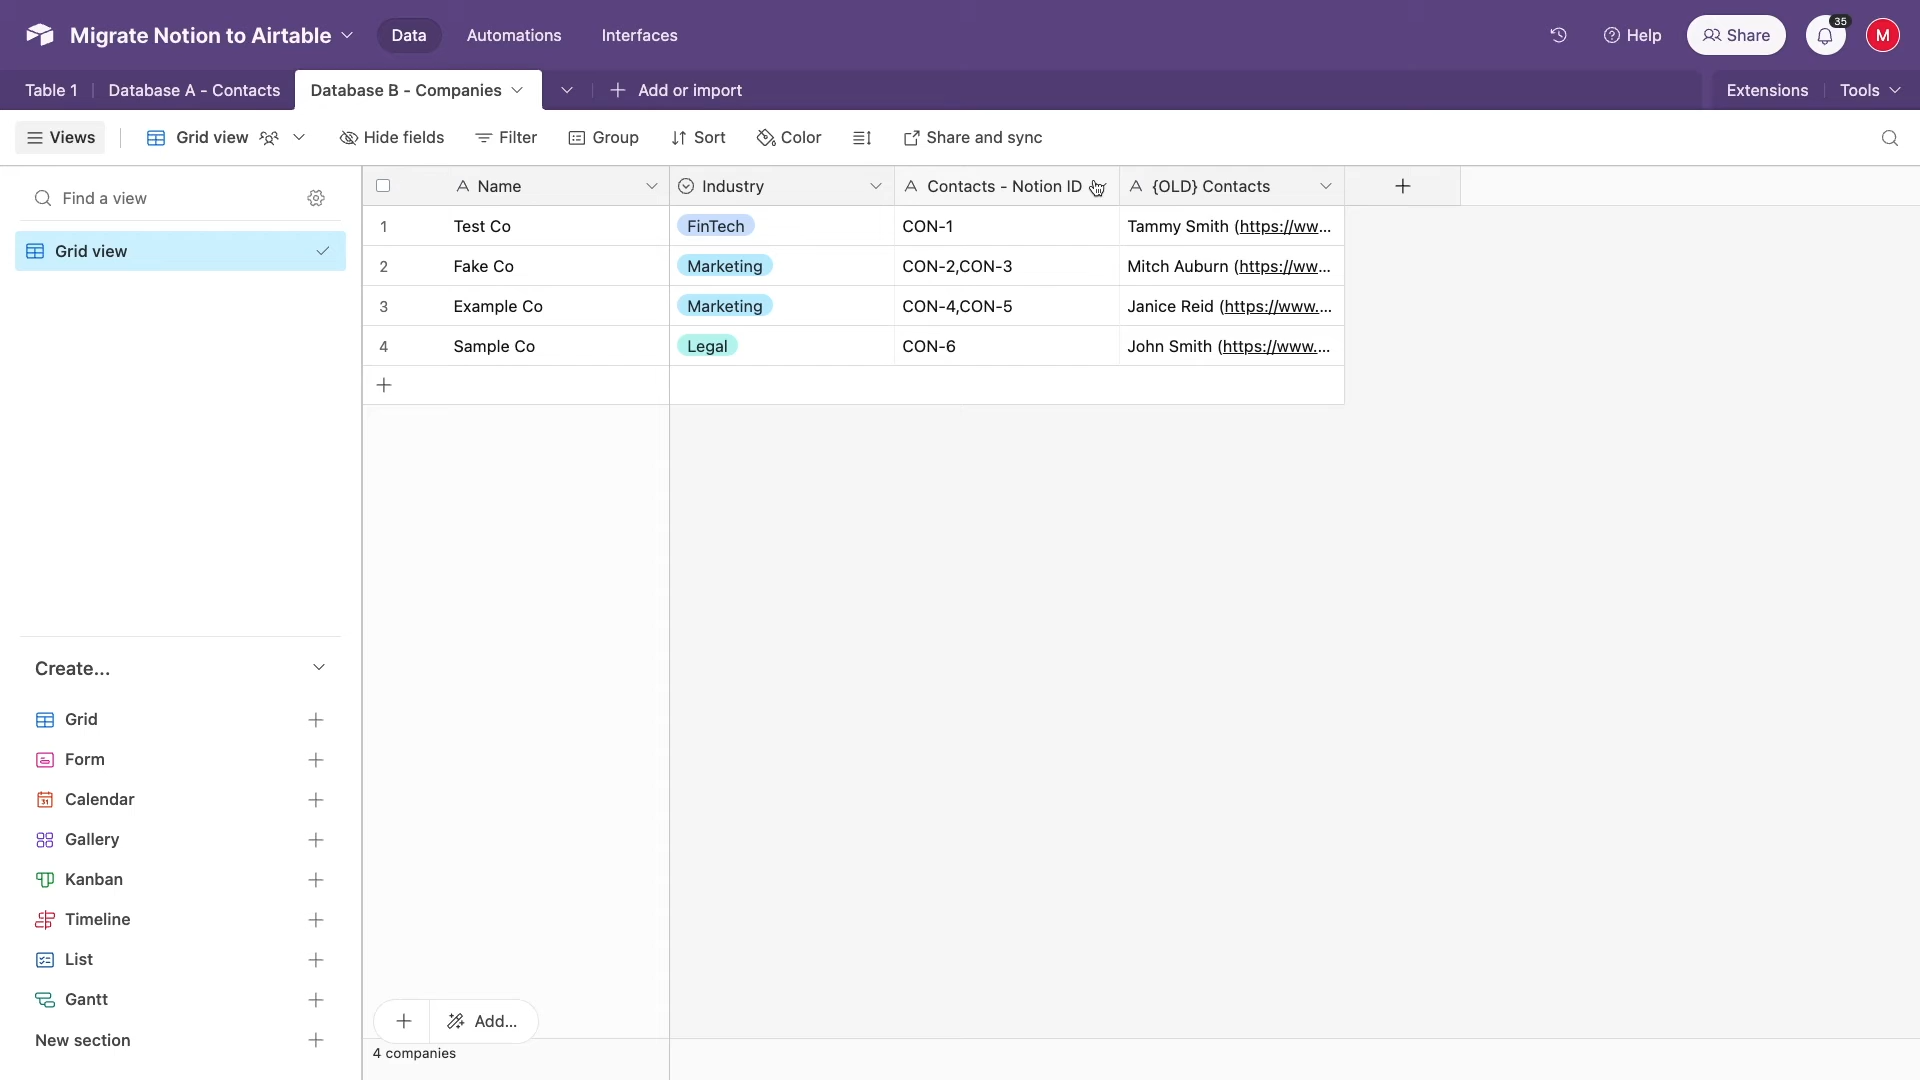 Migrate Notion to Airtable
Data
Automations
Interfaces
Help
Share
35
M
Table 1
Database A - Contacts
Database B - Companies
Add or import
Extensions
Tools
Views
Grid view
Hide fields
Filter
Group
Sort
Color
Share and sync
Find a view
Grid view
Name
Industry
Contacts - Notion ID
{OLD} Contacts
1
Test Co
FinTech
CON-1
Tammy Smith (https://ww...
2
Fake Co
Marketing
CON-2,CON-3
Mitch Auburn (https://ww...
3
Example Co
Marketing
CON-4,CON-5
Janice Reid (https://www....
4
Sample Co
Legal
CON-6
John Smith (https://www....
Create...
Grid
Form
31
Calendar
Gallery
Kanban
Timeline
List
Gantt
New section
Add...
4 companies